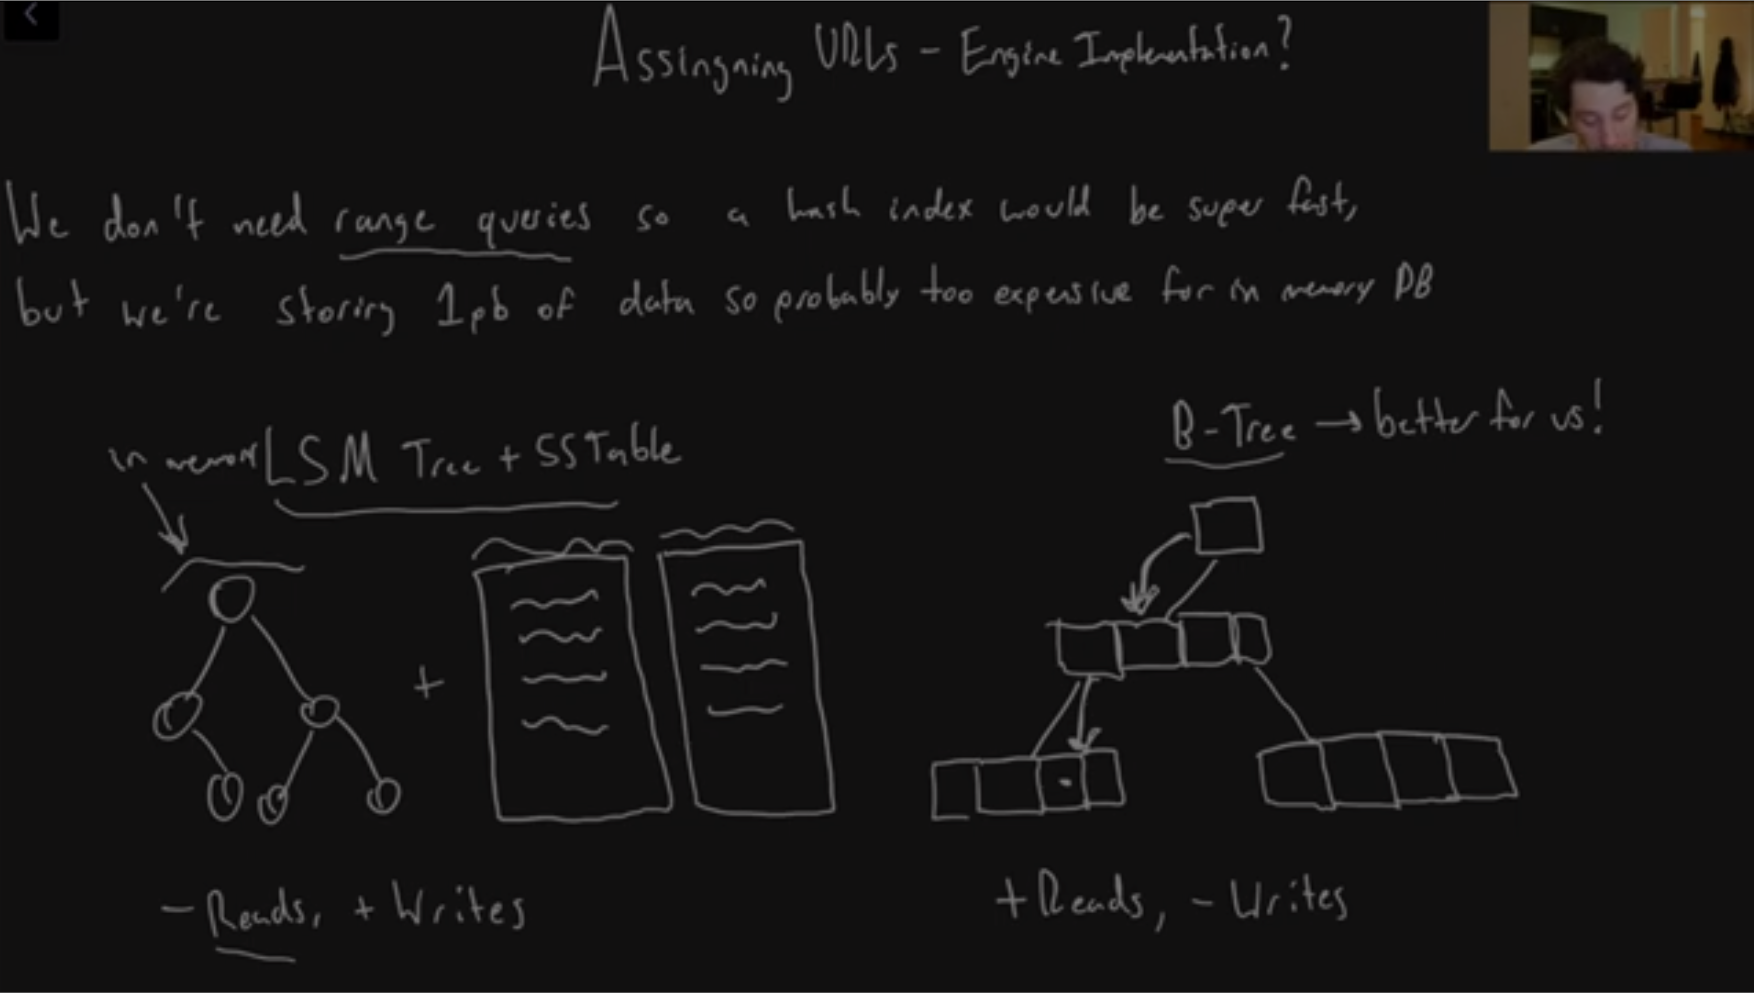 Assingning URLs - Engine Implementation?
We don't need range queries so a hash index would be super fast,
but we're storing 1pb of data so probably too expensive for in memory DB
in memory LSM Tree + SSTable
B-Tree → better for us!
+
- Reads, + Writes
+ Reads, - Writes